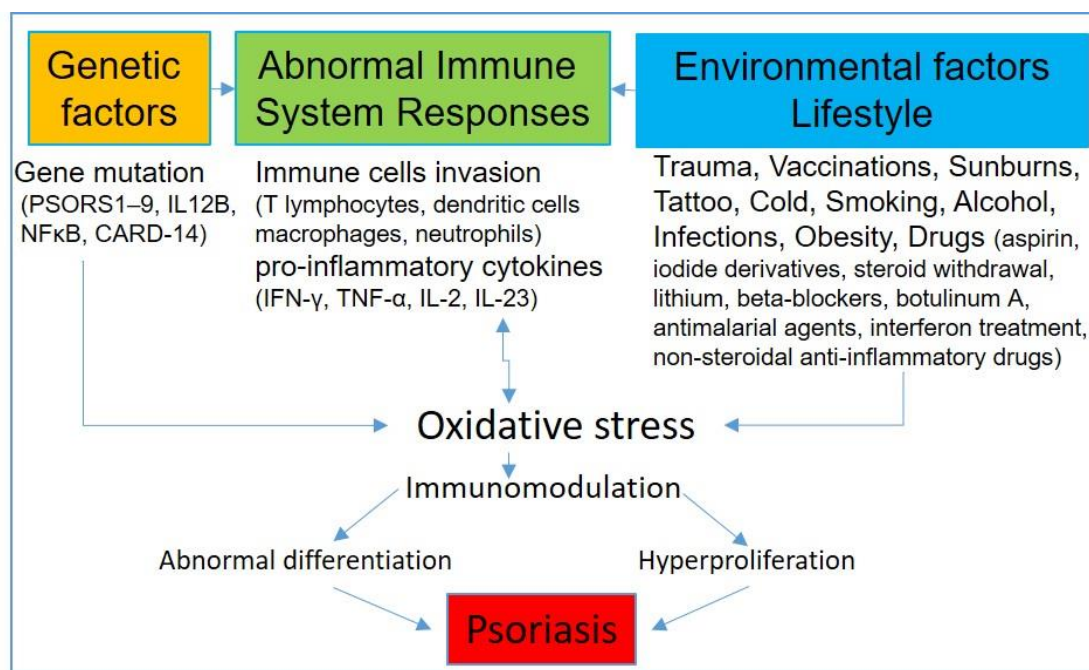 Genetic
factors
Abnormal Immune
System Responses
Environmental factors
Lifestyle
Gene mutation
(PSORS1–9, IL12B,
NFκB, CARD-14)
Immune cells invasion
(T lymphocytes, dendritic cells
macrophages, neutrophils)
pro-inflammatory cytokines
(IFN-γ, TNF-α, IL-2, IL-23)
Trauma, Vaccinations, Sunburns,
Tattoo, Cold, Smoking, Alcohol,
Infections, Obesity, Drugs (aspirin,
iodide derivatives, steroid withdrawal,
lithium, beta-blockers, botulinum A,
antimalarial agents, interferon treatment,
non-steroidal anti-inflammatory drugs)
Oxidative stress
Immunomodulation
Abnormal differentiation
Hyperproliferation
Psoriasis